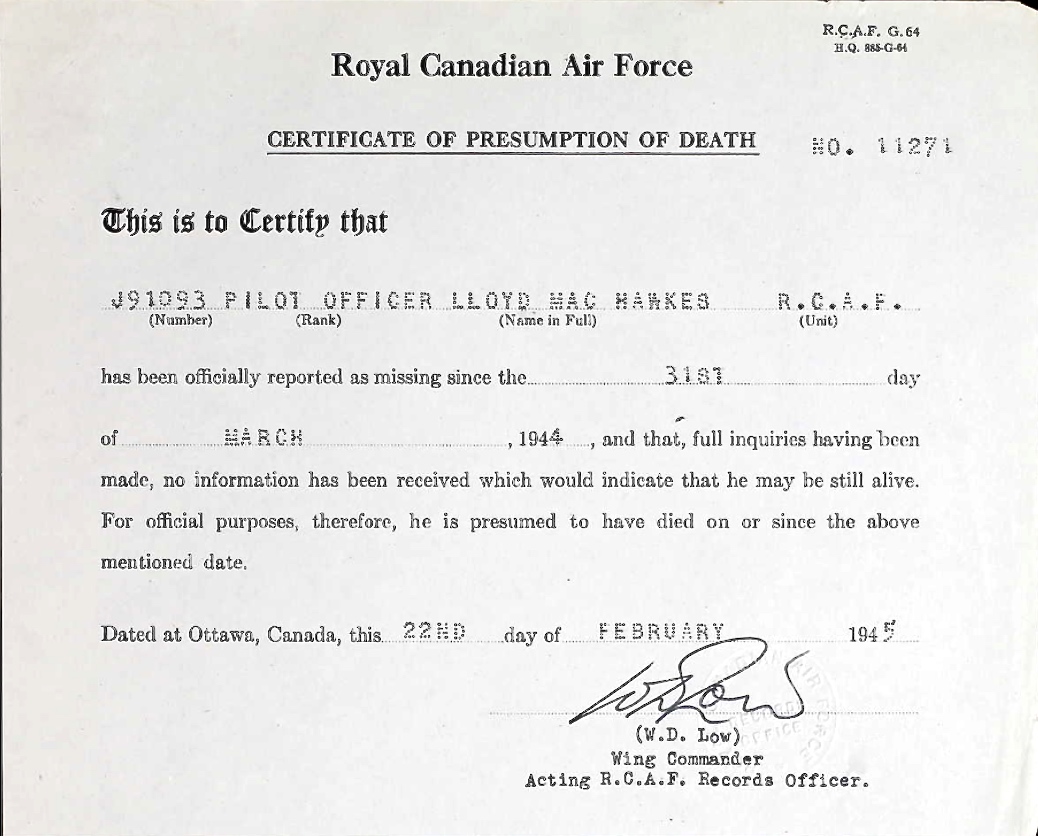 R.C.A.F. G. 64
H.Q. 885-G-64
Royal Canadian Air Force
CERTIFICATE OF PRESUMPTION OF DEATH NO. 11271
This is to Certify that
J91093 PILOT OFFICER LLOYD MAC HAWKES R.C.A.F.
(Number) (Rank) (Name in Full) (Unit)
has been officially reported as missing since the 31ST day
of MARCH, 1944, and that, full inquiries having been
made, no information has been received which would indicate that he may be still alive.
For official purposes, therefore, he is presumed to have died on or since the above
mentioned date.
Dated at Ottawa, Canada, this 22ND day of FEBRUARY 1945
(W.D. Low)
Wing Commander
Acting R.C.A.F. Records Officer.